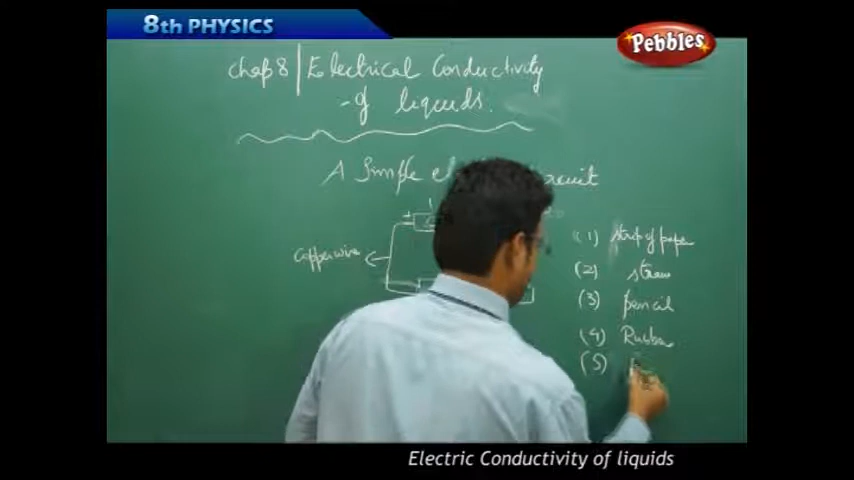 8th PHYSICS
Pebbles
chap 8 Electrical Conductivity
of liquids.
A Simple
Copper wire
(1) strip of paper
(2) straw
(3) pencil
(4) Rubber
(5)
Electric Conductivity of liquids